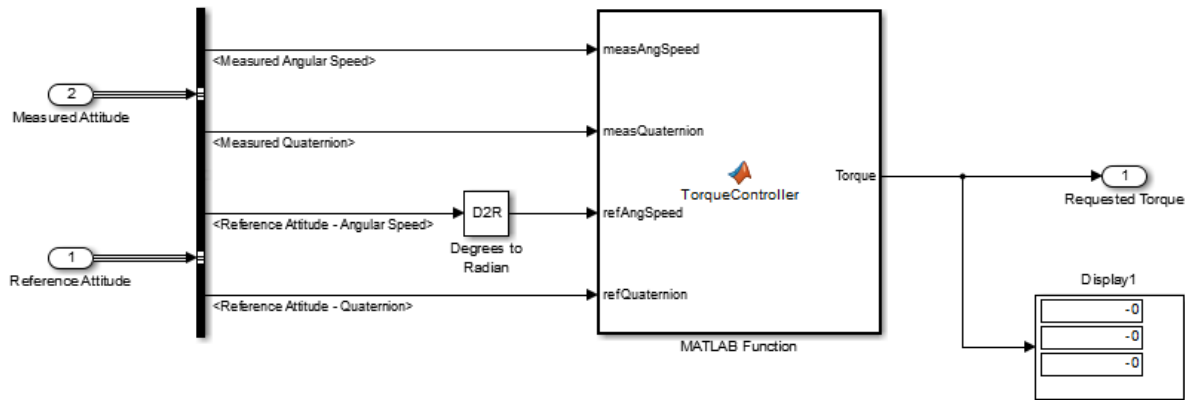 2
Measured Attitude
1
Reference Attitude
<Measured Angular Speed>
<Measured Quaternion>
<Reference Attitude - Angular Speed>
<Reference Attitude - Quaternion>
D2R
Degrees to
Radian
measAngSpeed
measQuaternion
refAngSpeed
refQuaternion
TorqueController
Torque
MATLAB Function
1
Requested Torque
Display1
-0
-0
-0